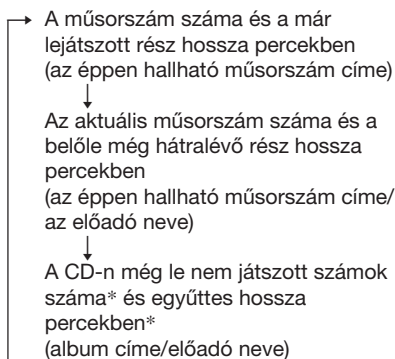 A műsorszám száma és a már
lejátszott rész hossza percekben
(az éppen hallható műsorszám címe)
Az aktuális műsorszám száma és a
belőle még hátralévő rész hossza
percekben
(az éppen hallható műsorszám címe/
az előadó neve)
A CD-n még le nem játszott számok
száma* és együttes hossza
percekben*
(album címe/előadó neve)